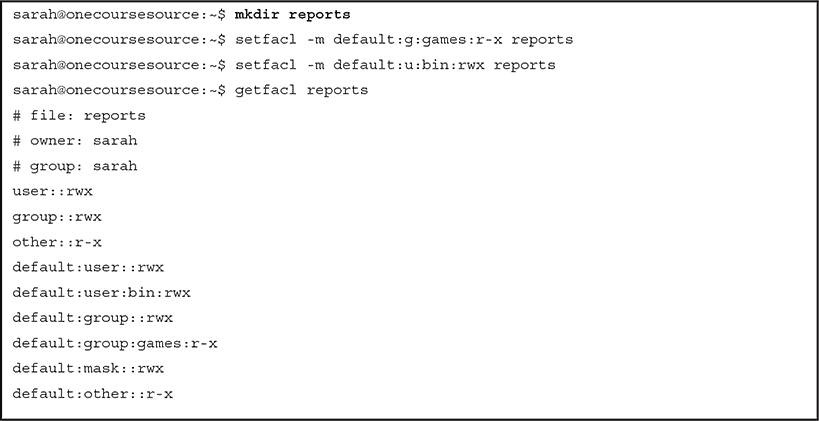 sarah@onecoursesource:~$ mkdir reports
sarah@onecoursesource:~$ setfacl -m default:g:games:r-x reports
sarah@onecoursesource:~$ setfacl -m default:u:bin:rwx reports
sarah@onecoursesource:~$ getfacl reports
# file: reports
# owner: sarah
# group: sarah
user::rwx
group::rwx
other::r-x
default:user::rwx
default:user:bin:rwx
default:group::rwx
default:group:games:r-x
default:mask::rwx
default:other::r-x